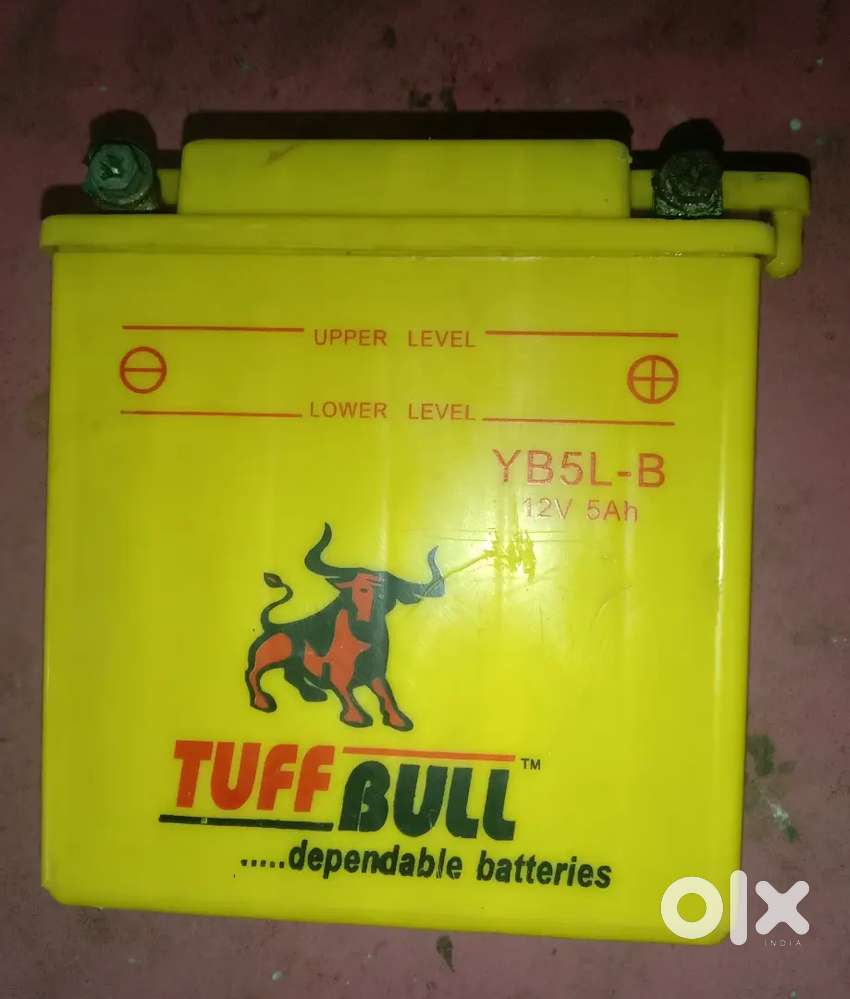 UPPER LEVEL
⊖ ⊕
LOWER LEVEL
YB5L-B
12V 5Ah
TUFF
BULL™
.....dependable batteries
olx
INDIA